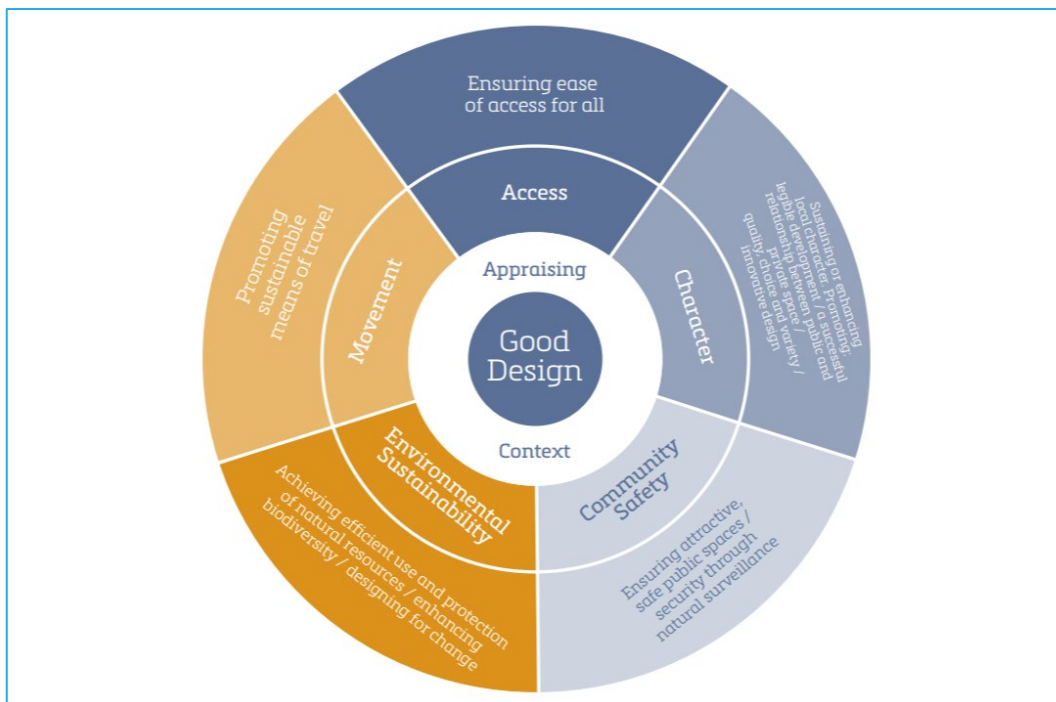 Ensuring ease
of access for all
Access
Sustaining or enhancing
local character. Promoting:
legible development / a successful
relationship between public and
private space /
quality, choice and variety /
innovative design
Character
Ensuring attractive,
safe public spaces /
security through
natural surveillance
Community
Safety
Achieving efficient use and protection
of natural resources / enhancing
biodiversity / designing for change
Environmental
Sustainability
Promoting
sustainable
means of travel
Movement
Appraising
Good
Design
Context